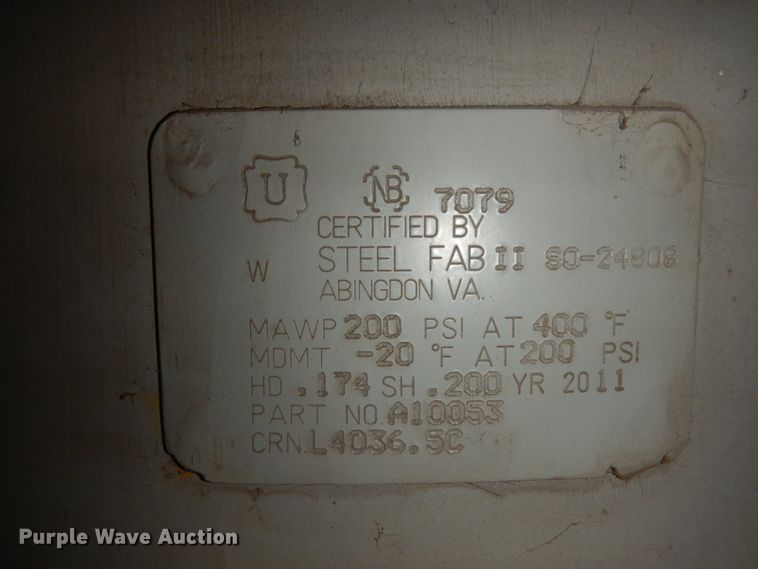 U NB 7079
CERTIFIED BY
W STEEL FAB II SO-24808
ABINGDON VA.
MAWP 200 PSI AT 400 °F
MDMT -20 °F AT 200 PSI
HD .174 SH .200 YR 2011
PART NO. A10053
CRN. L4036.5C
Purple Wave Auction